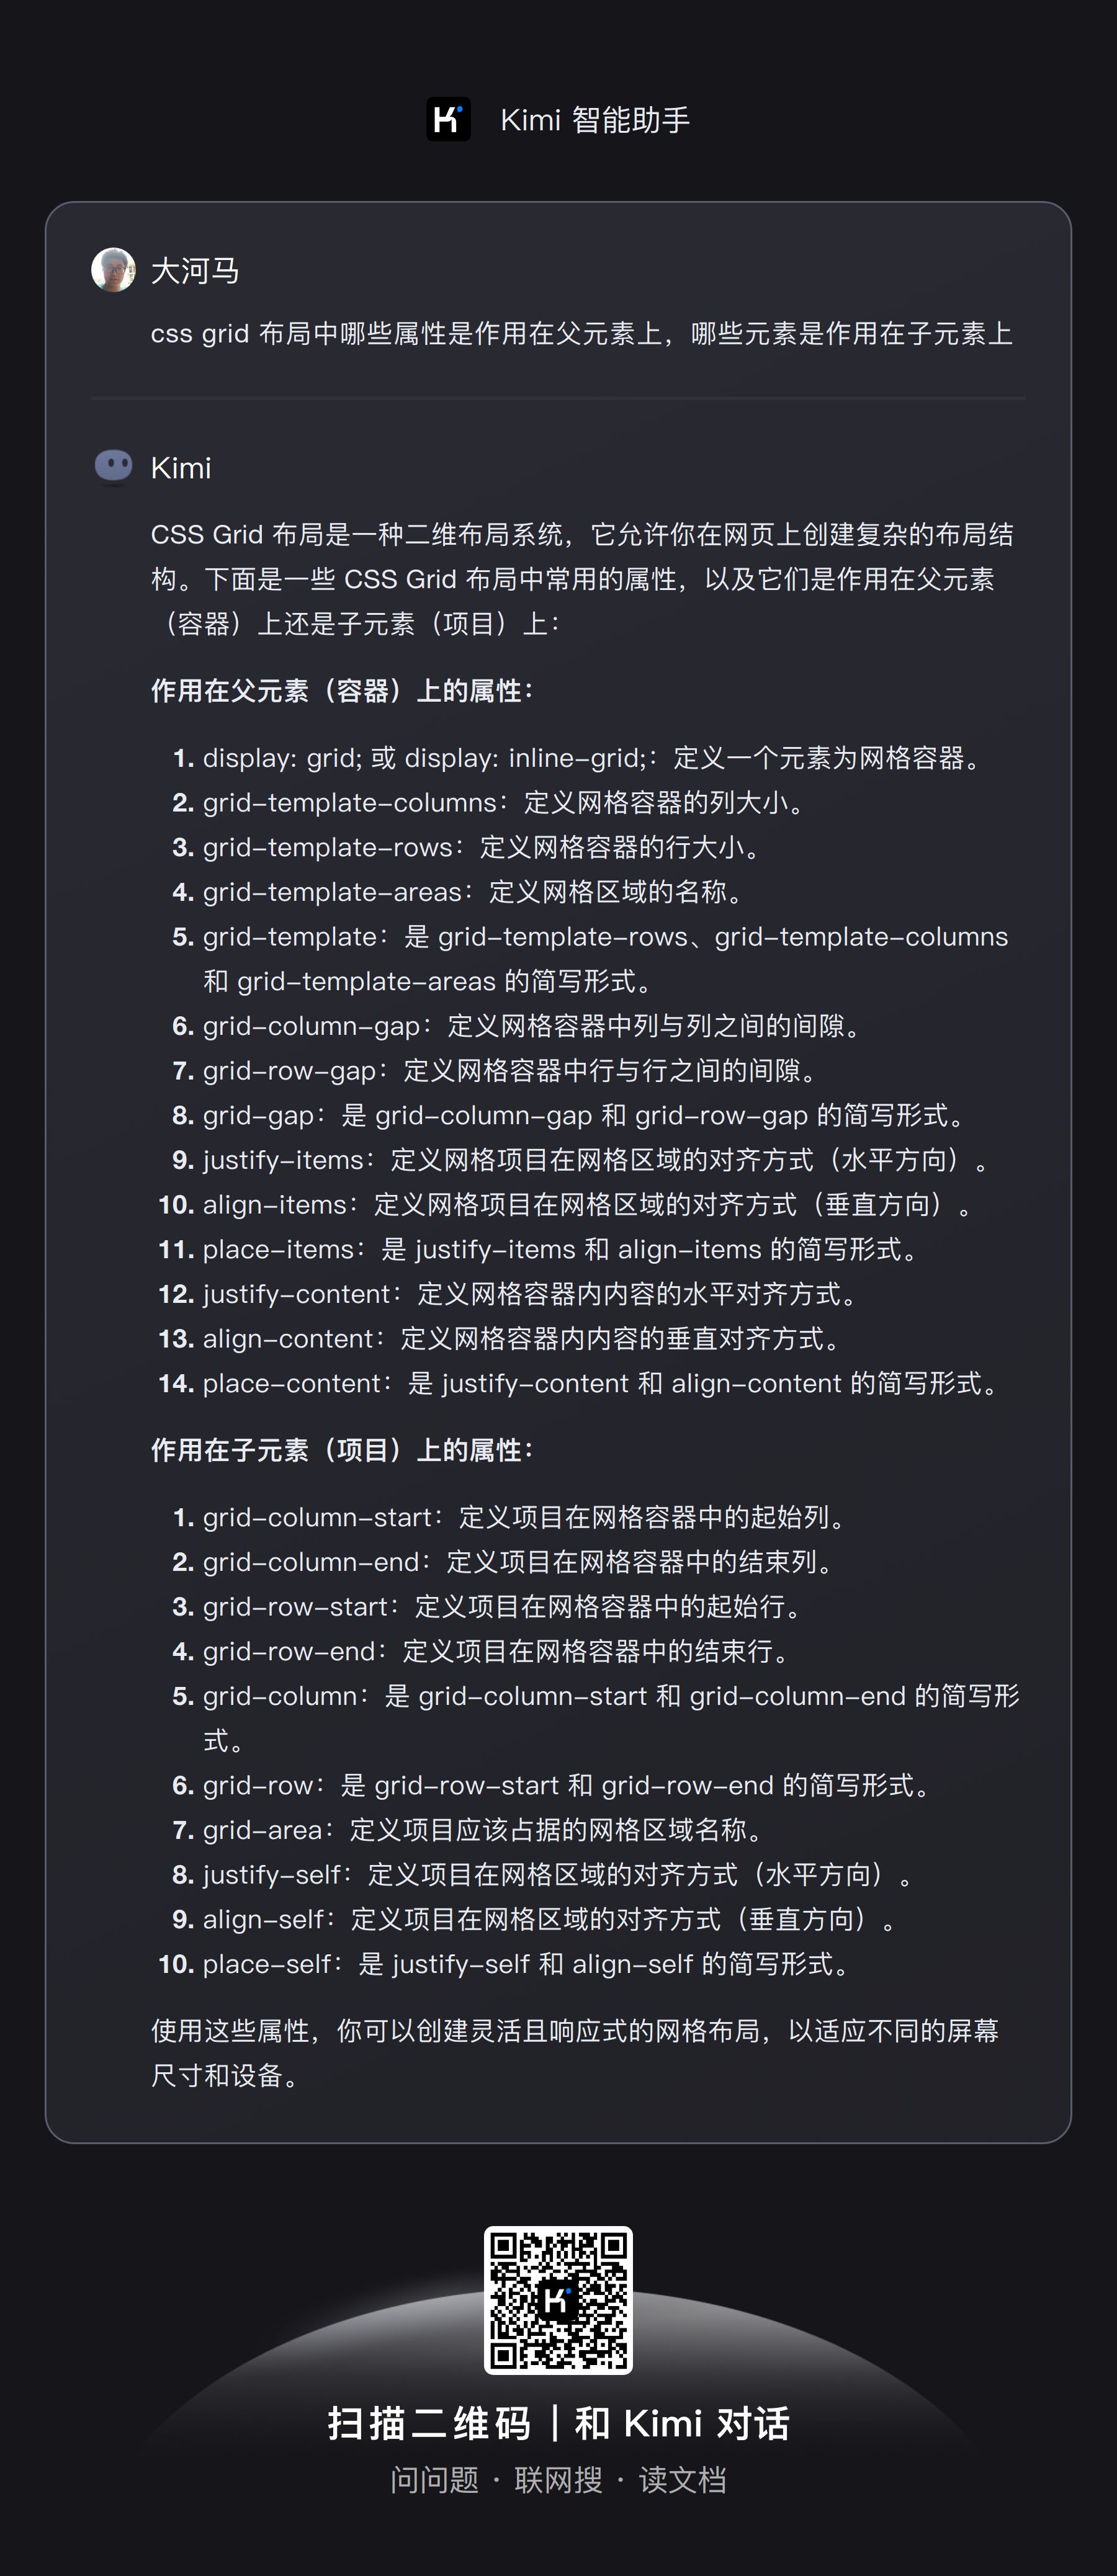 Kimi 智能助手
大河马
css grid 布局中哪些属性是作用在父元素上，哪些元素是作用在子元素上
Kimi
CSS Grid 布局是一种二维布局系统，它允许你在网页上创建复杂的布局结
构。下面是一些 CSS Grid 布局中常用的属性，以及它们是作用在父元素
（容器）上还是子元素（项目）上：
作用在父元素（容器）上的属性：
1. display: grid; 或 display: inline-grid;：定义一个元素为网格容器。
2. grid-template-columns：定义网格容器的列大小。
3. grid-template-rows：定义网格容器的行大小。
4. grid-template-areas：定义网格区域的名称。
5. grid-template：是 grid-template-rows、grid-template-columns
和 grid-template-areas 的简写形式。
6. grid-column-gap：定义网格容器中列与列之间的间隙。
7. grid-row-gap：定义网格容器中行与行之间的间隙。
8. grid-gap：是 grid-column-gap 和 grid-row-gap 的简写形式。
9. justify-items：定义网格项目在网格区域的对齐方式（水平方向）。
10. align-items：定义网格项目在网格区域的对齐方式（垂直方向）。
11. place-items：是 justify-items 和 align-items 的简写形式。
12. justify-content：定义网格容器内内容的水平对齐方式。
13. align-content：定义网格容器内内容的垂直对齐方式。
14. place-content：是 justify-content 和 align-content 的简写形式。
作用在子元素（项目）上的属性：
1. grid-column-start：定义项目在网格容器中的起始列。
2. grid-column-end：定义项目在网格容器中的结束列。
3. grid-row-start：定义项目在网格容器中的起始行。
4. grid-row-end：定义项目在网格容器中的结束行。
5. grid-column：是 grid-column-start 和 grid-column-end 的简写形
式。
6. grid-row：是 grid-row-start 和 grid-row-end 的简写形式。
7. grid-area：定义项目应该占据的网格区域名称。
8. justify-self：定义项目在网格区域的对齐方式（水平方向）。
9. align-self：定义项目在网格区域的对齐方式（垂直方向）。
10. place-self：是 justify-self 和 align-self 的简写形式。
使用这些属性，你可以创建灵活且响应式的网格布局，以适应不同的屏幕
尺寸和设备。
扫描二维码｜和 Kimi 对话
问问题 · 联网搜 · 读文档